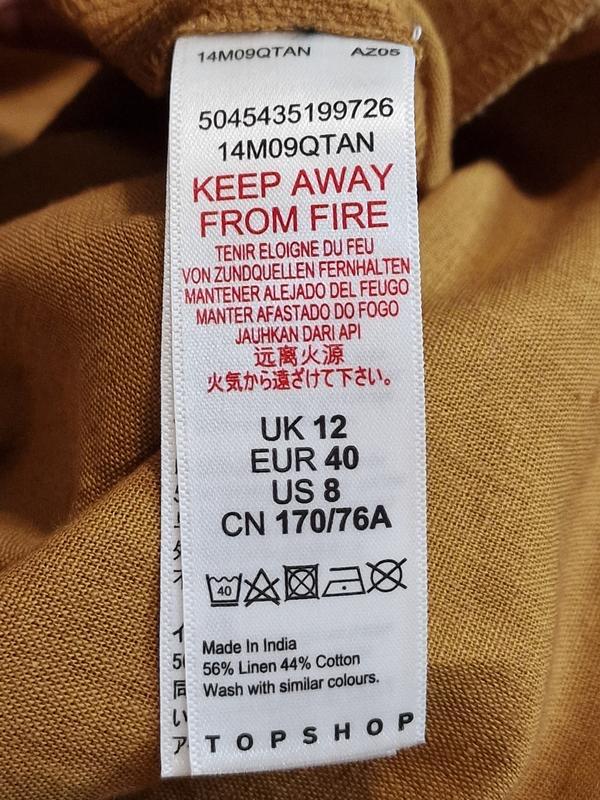 14M09QTAN AZ05
5045435199726
14M09QTAN
KEEP AWAY
FROM FIRE
TENIR ELOIGNE DU FEU
VON ZUNDQUELLEN FERNHALTEN
MANTENER ALEJADO DEL FEUGO
MANTER AFASTADO DO FOGO
JAUHKAN DARI API
远离火源
火気から遠ざけて下さい。
UK 12
EUR 40
US 8
CN 170/76A
40
Made In India
56% Linen 44% Cotton
Wash with similar colours.
TOPSHOP